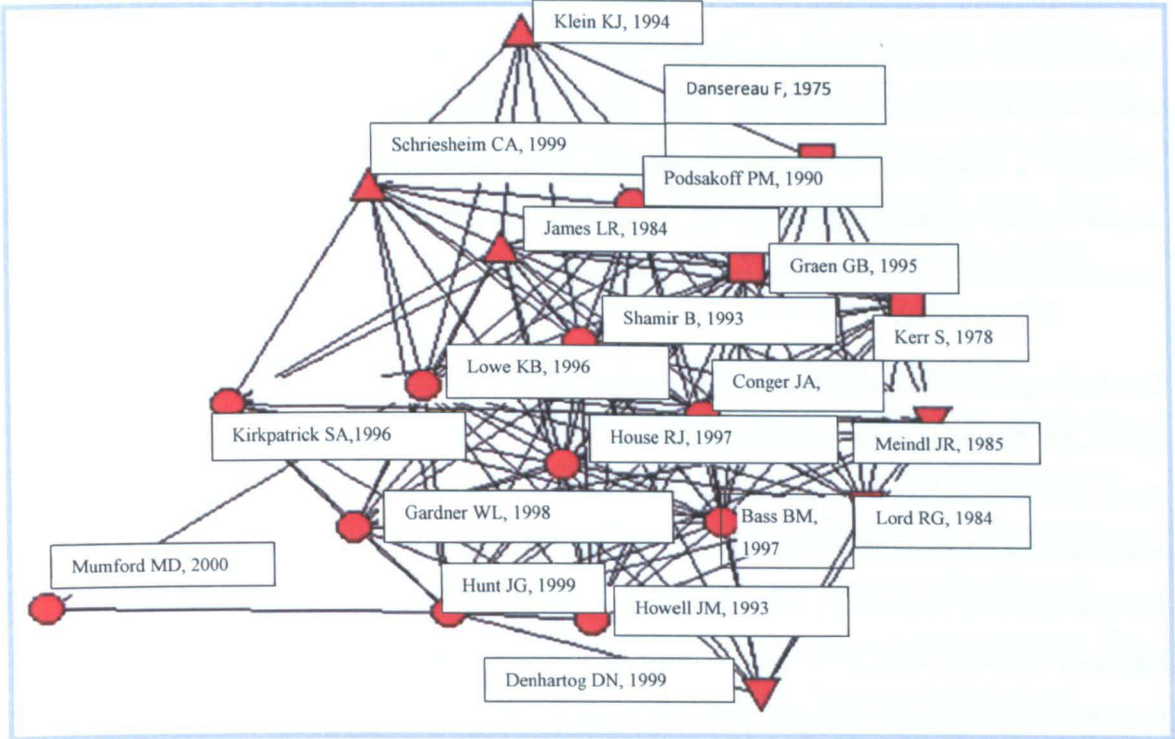 Klein KJ, 1994
Dansereau F, 1975
Schriesheim CA, 1999
Podsakoff PM, 1990
James LR, 1984
Graen GB, 1995
Shamir B, 1993
Kerr S, 1978
Lowe KB, 1996
Conger JA,
Kirkpatrick SA,1996
House RJ, 1997
Meindl JR, 1985
Gardner WL, 1998
Bass BM,
1997
Lord RG, 1984
Mumford MD, 2000
Hunt JG, 1999
Howell JM, 1993
Denhartog DN, 1999